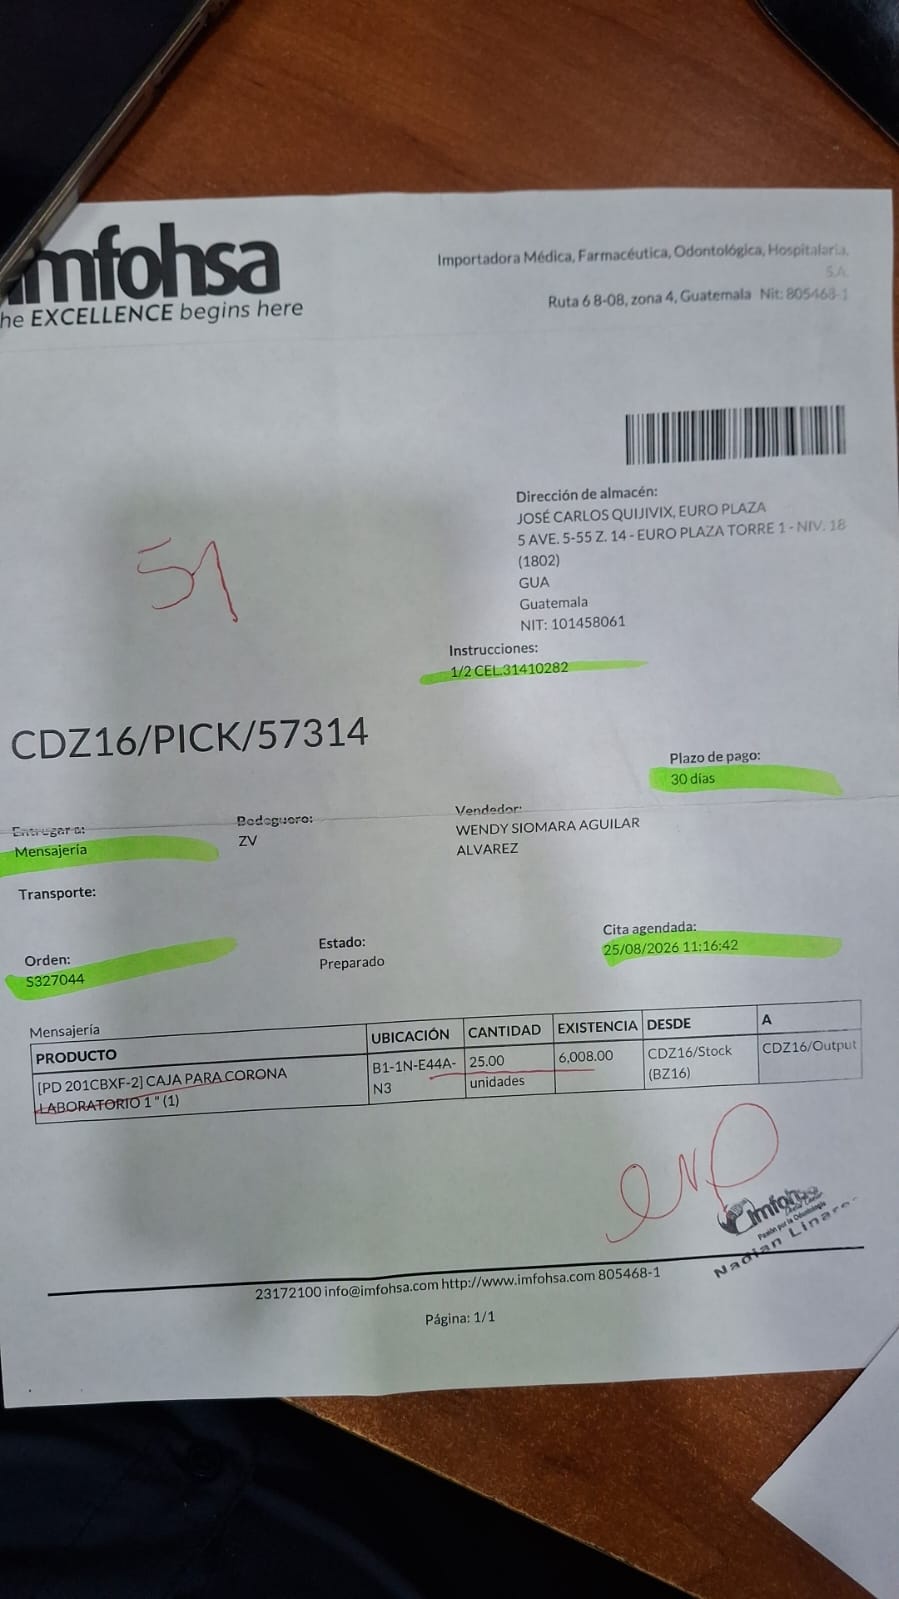 imfohsa
he EXCELLENCE begins here
Importadora Médica, Farmacéutica, Odontológica, Hospitalaria,
S.A.
Ruta 6 8-08, zona 4, Guatemala Nit: 805468-1
Dirección de almacén:
JOSÉ CARLOS QUIJIVIX, EURO PLAZA
5 AVE. 5-55 Z. 14 - EURO PLAZA TORRE 1 - NIV. 18
(1802)
GUA
Guatemala
NIT: 101458061
51
Instrucciones:
1/2 CEL.31410282
CDZ16/PICK/57314
Plazo de pago:
30 días
Entregar a:
Mensajería
Bodeguero:
ZV
Vendedor:
WENDY SIOMARA AGUILAR
ALVAREZ
Transporte:
Orden:
S327044
Estado:
Preparado
Cita agendada:
25/08/2026 11:16:42
Mensajería
PRODUCTO UBICACIÓN CANTIDAD EXISTENCIA DESDE A
[PD 201CBXF-2] CAJA PARA CORONA B1-1N-E44A- 25.00 6,008.00 CDZ16/Stock CDZ16/Output
LABORATORIO 1 " (1) N3 unidades (BZ16)
imfohsa
Nadian
23172100 info@imfohsa.com http://www.imfohsa.com 805468-1
Página: 1/1